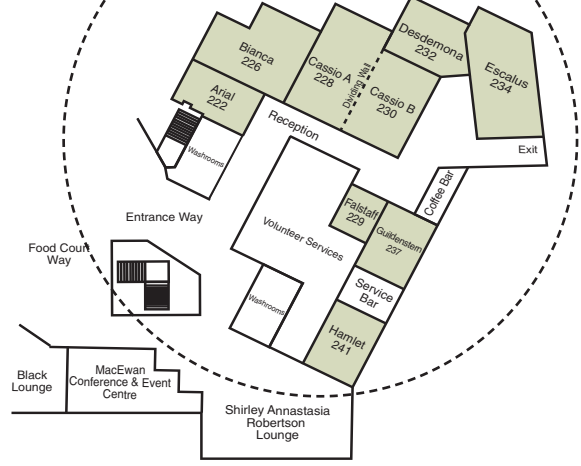 Desdemona
232
Bianca
226
Cassio A
228
Dividing Wall
Cassio B
230
Escalus
234
Arial
222
Reception
Exit
Washrooms
Coffee Bar
Falstaff
229
Entrance Way
Volunteer Services
Guildenstern
237
Food Court
Way
Service
Bar
Washrooms
Hamlet
241
Black
Lounge
MacEwan
Conference & Event
Centre
Shirley Annastasia
Robertson
Lounge